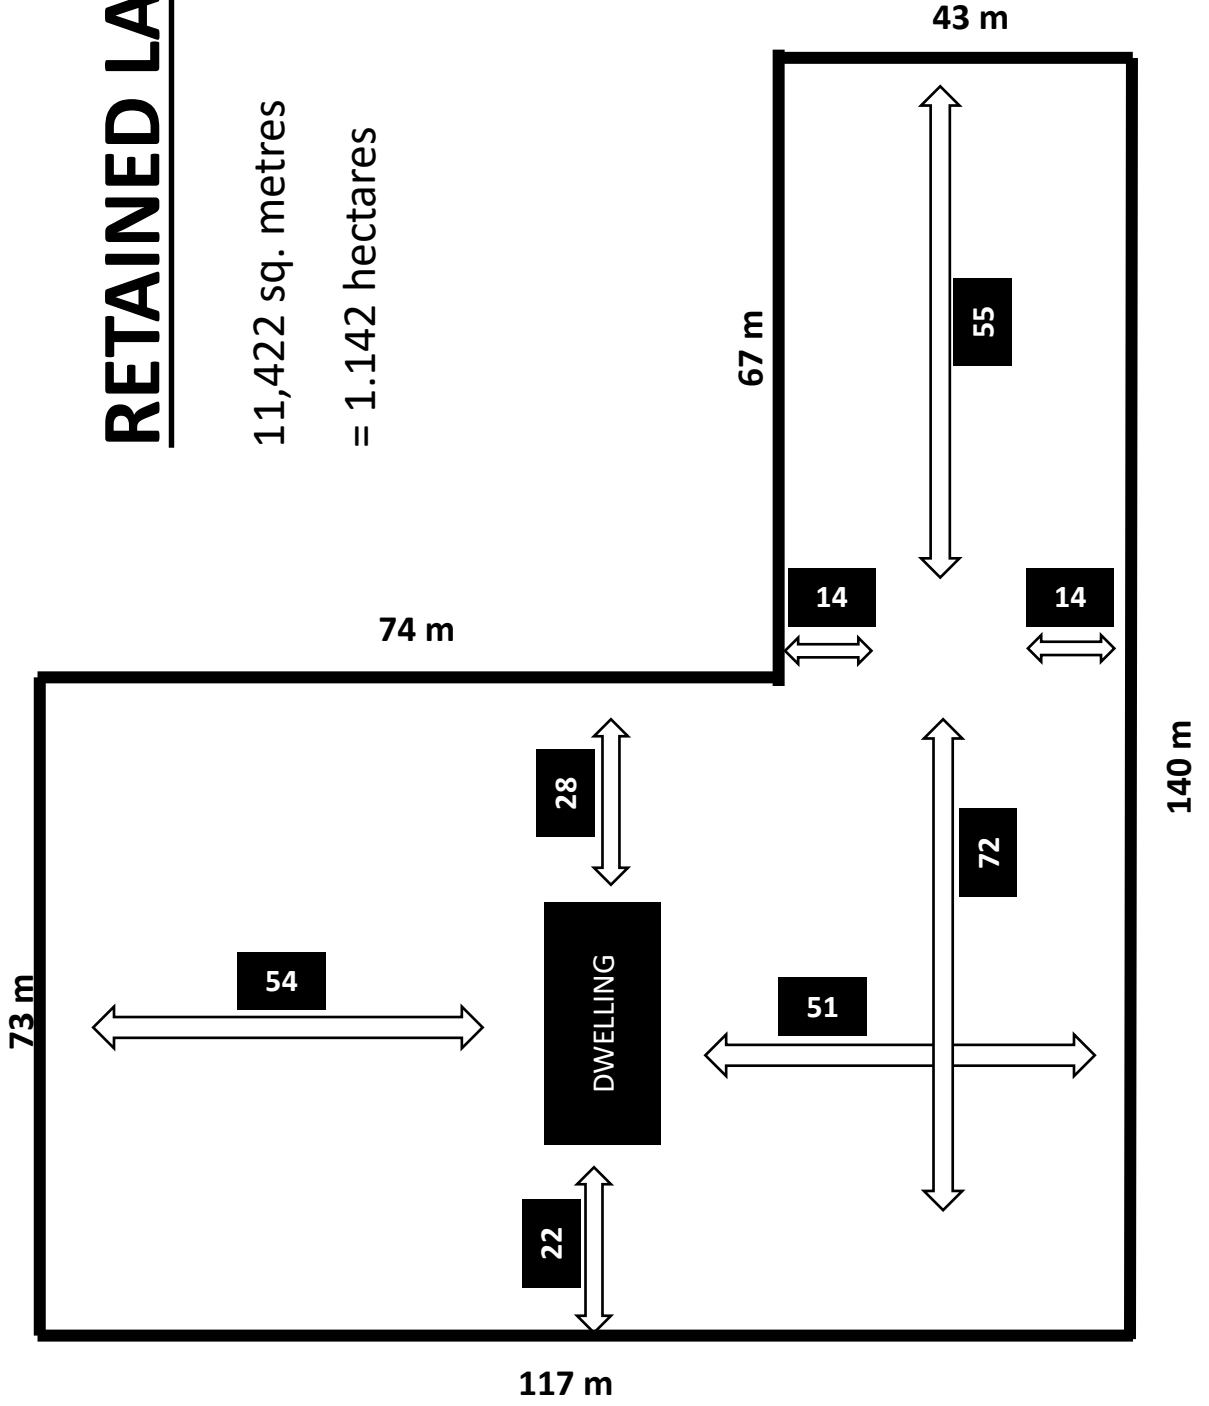 RETAINED LA
11,422 sq. metres
= 1.142 hectares
43 m
67 m
55
14
14
74 m
28
140 m
72
73 m
54
51
DWELLING
22
117 m